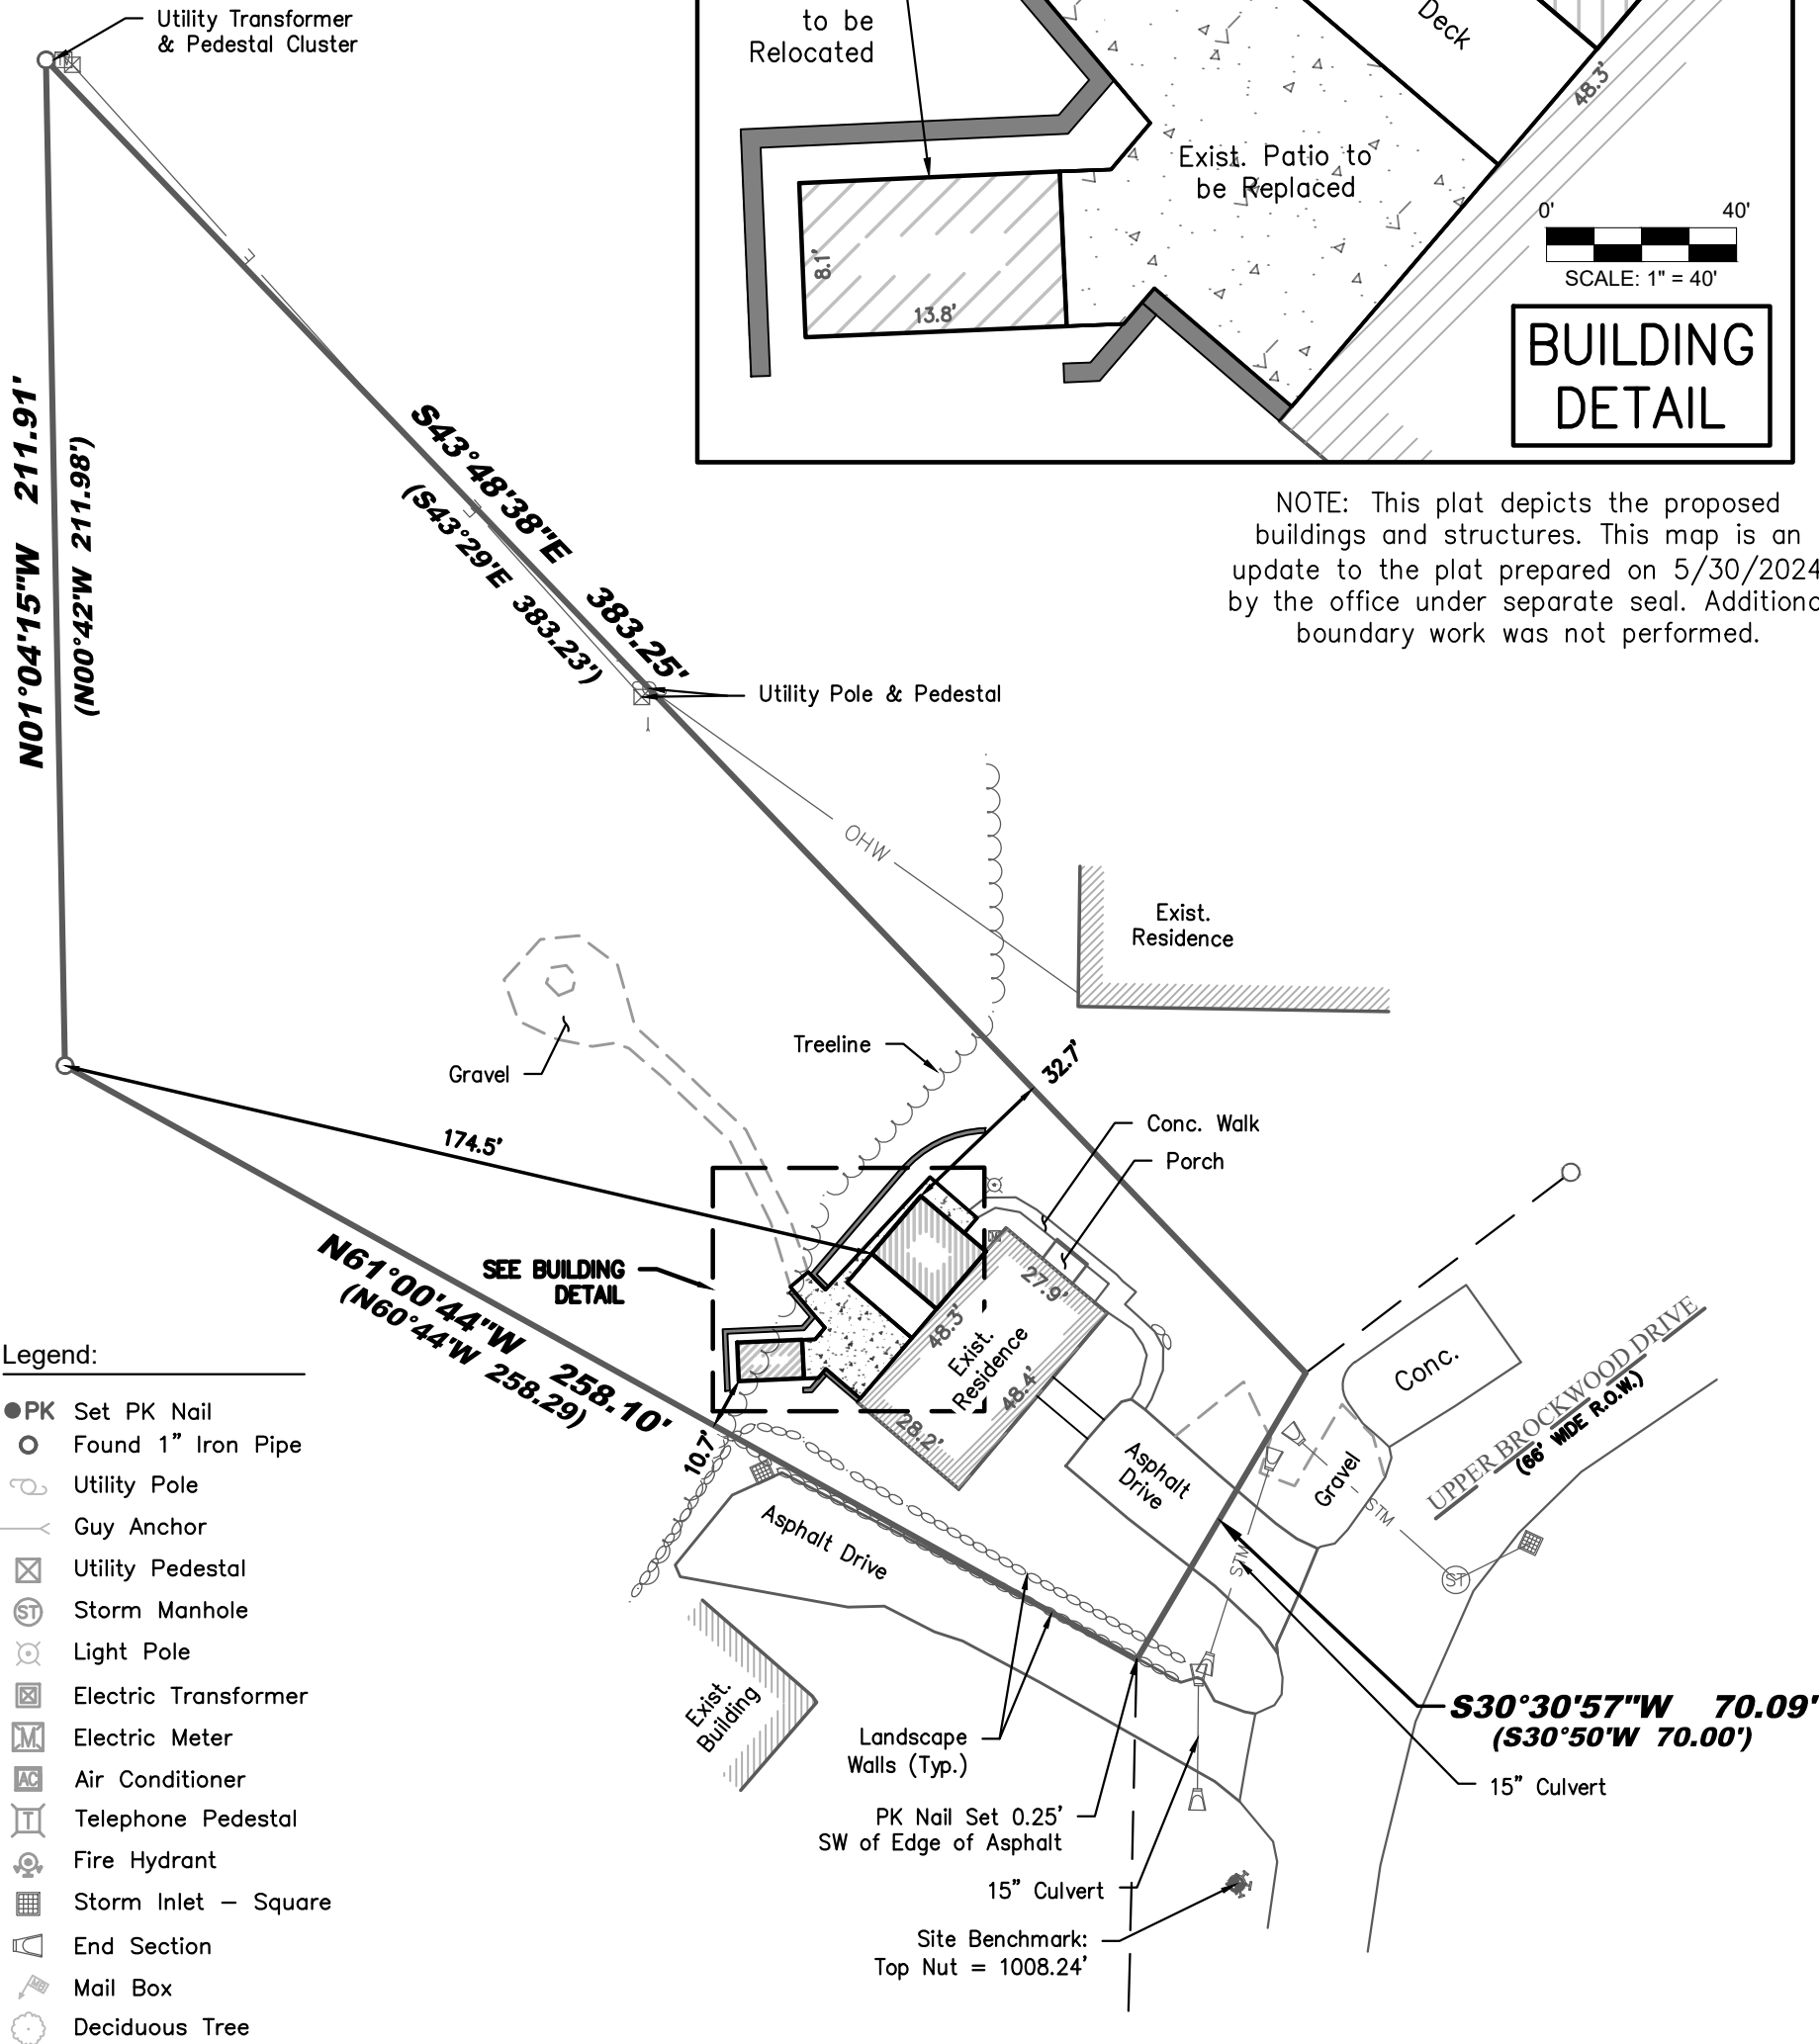 Utility Transformer
& Pedestal Cluster
to be
Relocated
Deck
48.3'
Exist. Patio to
be Replaced
8.1'
13.8'
0' 40'
SCALE: 1" = 40'
BUILDING
DETAIL
NOTE: This plat depicts the proposed
buildings and structures. This map is an
update to the plat prepared on 5/30/2024
by the office under separate seal.
boundary work was not performed.
N01°04'15"W 211.91'
(N00°42'W 211.98')
S43°48'38"E 383.25'
(S43°29'E 383.23')
Utility Pole & Pedestal
OHW
Exist.
Residence
Treeline
Gravel
32.7'
Conc. Walk
Porch
174.5'
SEE BUILDING
DETAIL
N61°00'44"W 258.10'
(N60°44'W 258.29)
27.9'
48.3'
Exist.
Residence
48.4'
28.2'
10.7'
Conc.
UPPER BROCKWOOD DRIVE
(66' WIDE R.O.W.)
Asphalt
Drive
Gravel
STM
STM
ST
Asphalt Drive
Exist.
Building
Landscape
Walls (Typ.)
S30°30'57"W 70.09'
(S30°50'W 70.00')
15" Culvert
PK Nail Set 0.25'
SW of Edge of Asphalt
15" Culvert
Site Benchmark:
Top Nut = 1008.24'
Legend:
PK Set PK Nail
Found 1" Iron Pipe
Utility Pole
Guy Anchor
Utility Pedestal
ST Storm Manhole
Light Pole
Electric Transformer
M Electric Meter
AC Air Conditioner
T Telephone Pedestal
Fire Hydrant
Storm Inlet – Square
End Section
MB Mail Box
Deciduous Tree